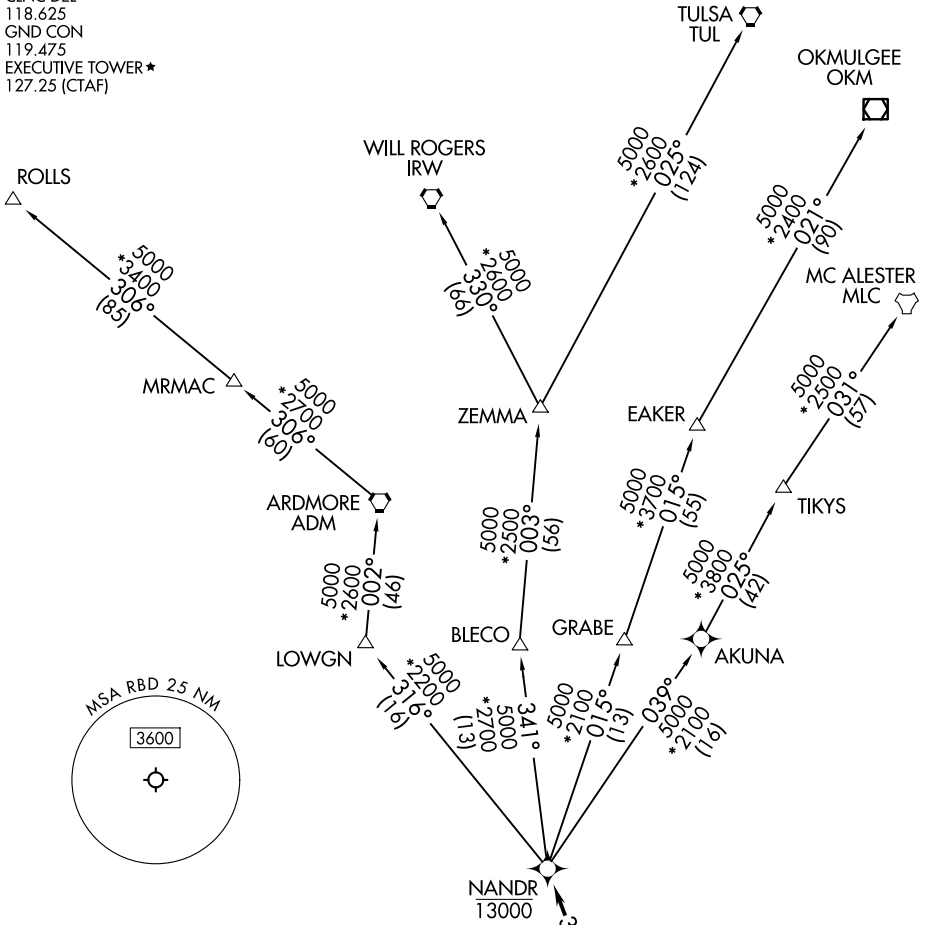 118.625
GND CON
119.475
EXECUTIVE TOWER★
127.25 (CTAF)
TULSA
TUL
OKMULGEE
OKM
WILL ROGERS
IRW
ROLLS
5000
*2600
025°
(124)
5000
*2400
021°
(90)
MC ALESTER
MLC
5000
*3400
306°
(85)
5000
*2600
330°
(66)
MRMAC
5000
*2700
306°
(60)
ZEMMA
EAKER
5000
*2500
031°
(57)
ARDMORE
ADM
TIKYS
5000
*2500
003°
(56)
5000
*3700
015°
(55)
5000
*2600
002°
(46)
5000
*3800
025°
(42)
LOWGN
BLECO
GRABE
AKUNA
5000
*2200
316°
(16)
341°
5000
*2700
(13)
5000
*2100
015°
(13)
039°
5000
*2100
(16)
MSA RBD 25 NM
3600
NANDR
13000